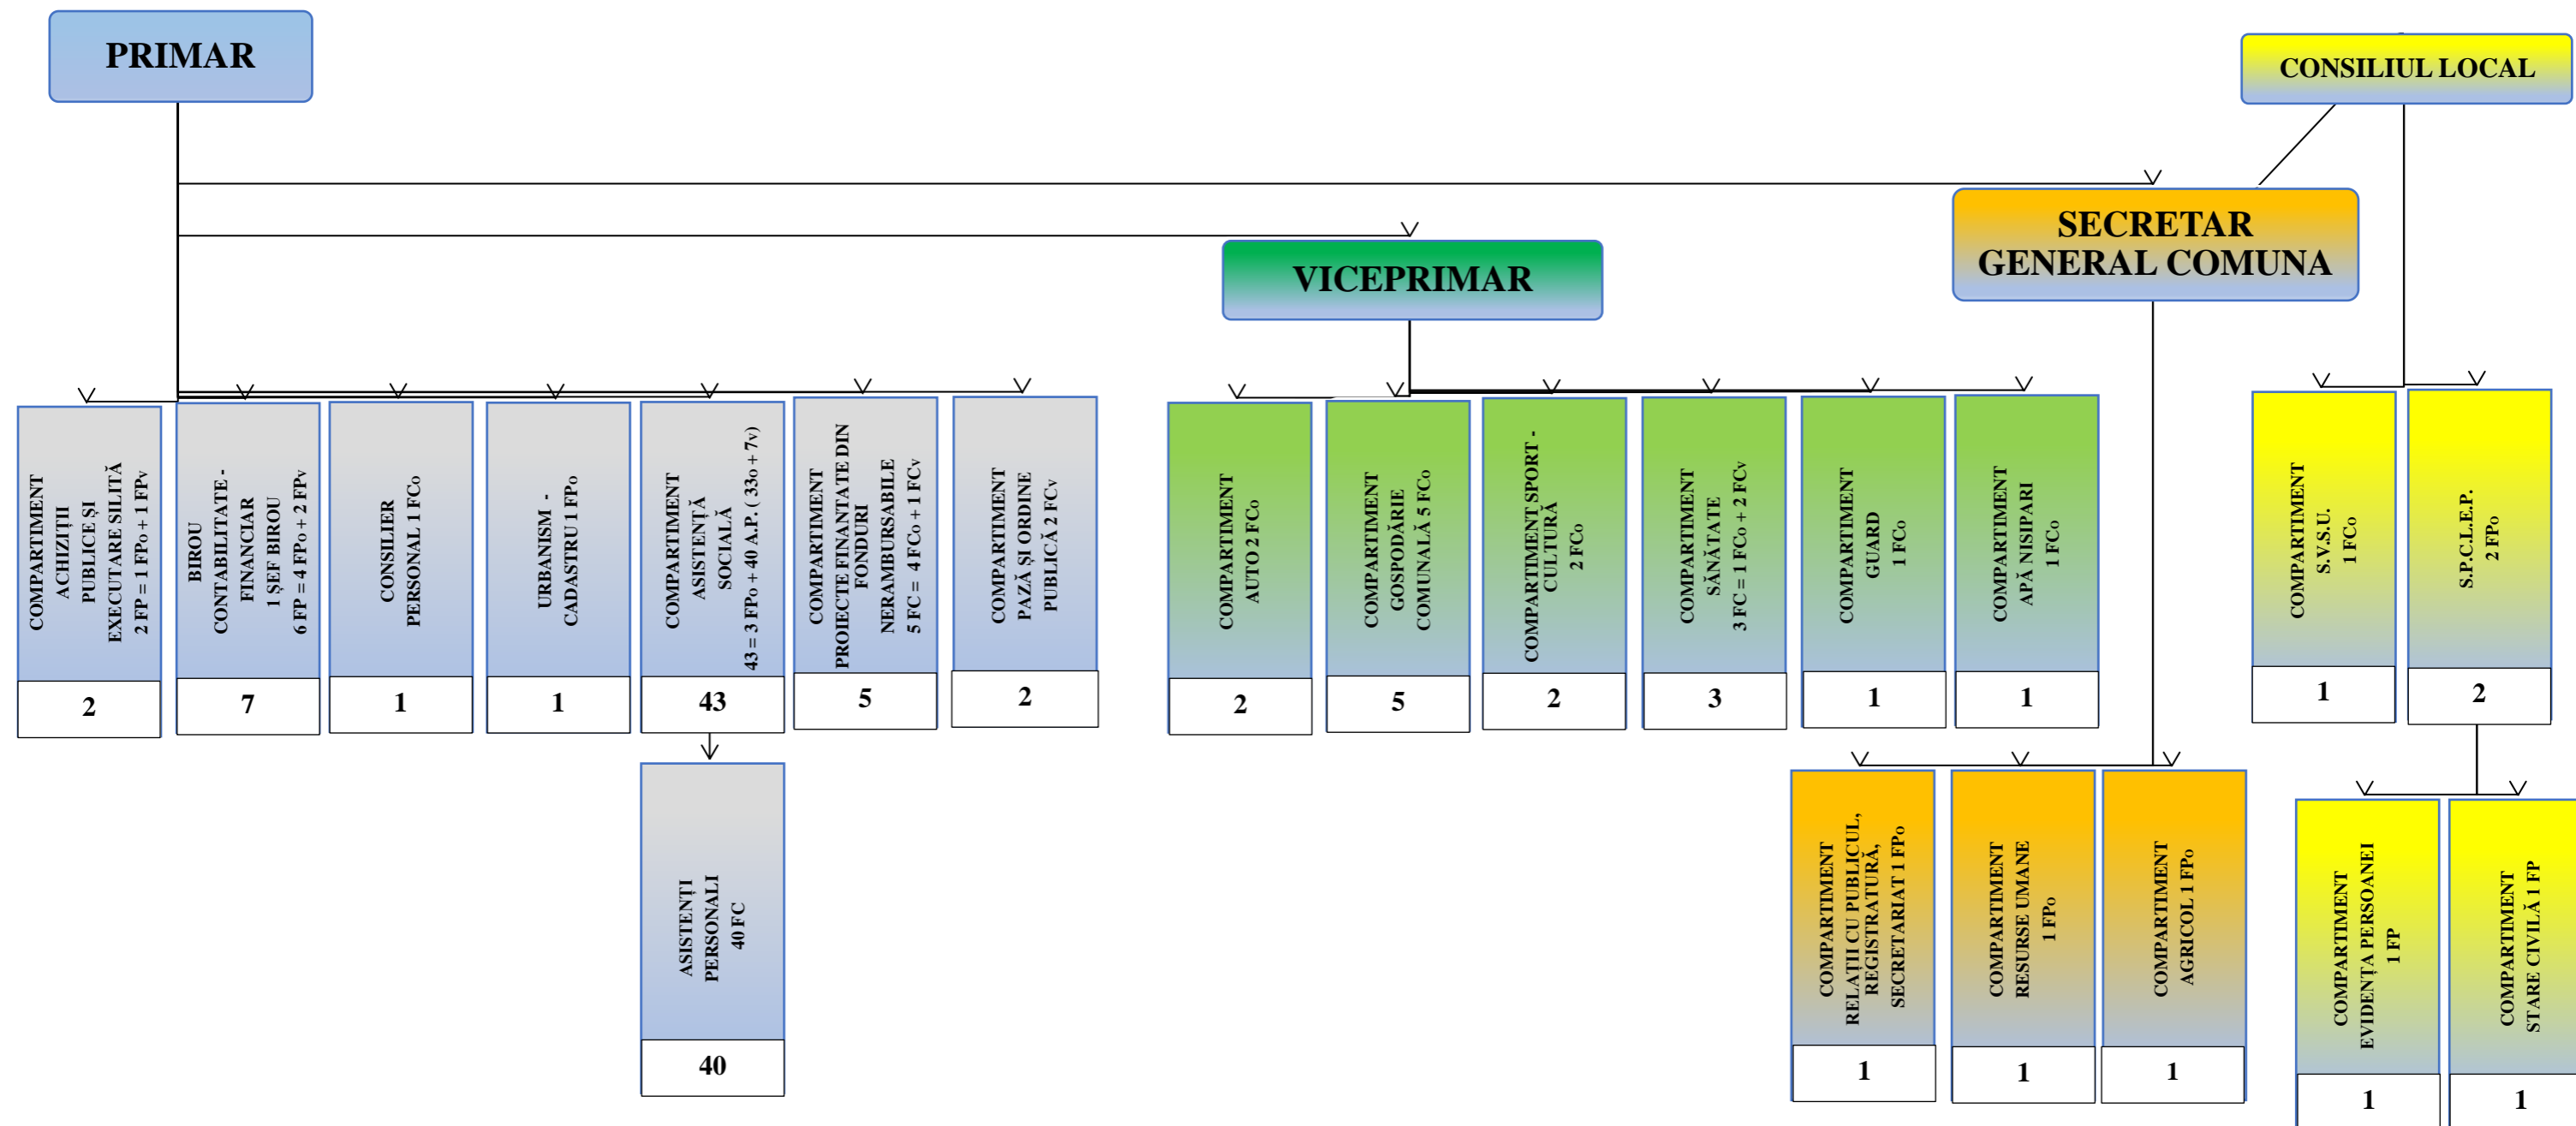 PRIMAR
CONSILIUL LOCAL
SECRETAR
GENERAL COMUNA
VICEPRIMAR
COMPARTIMENT
ACHIZIȚII
PUBLICE ȘI
EXECUTARE SILITĂ
2 FP = 1 FPo + 1 FPv
2
BIROU
CONTABILITATE -
FINANCIAR
1 ȘEF BIROU
6 FP = 4 FPo + 2 FPv
7
CONSILIER
PERSONAL 1 FCo
1
URBANISM -
CADASTRU 1 FPo
1
COMPARTIMENT
ASISTENȚĂ
SOCIALĂ
43 = 3 FPo + 40 A.P. ( 33o + 7v)
43
COMPARTIMENT
PROIECTE FINANTATE DIN
FONDURI
NERAMBURSABILE
5 FC = 4 FCo + 1 FCv
5
COMPARTIMENT
PAZĂ ȘI ORDINE
PUBLICĂ 2 FCv
2
COMPARTIMENT
AUTO 2 FCo
2
COMPARTIMENT
GOSPODĂRIE
COMUNALĂ 5 FCo
5
COMPARTIMENT SPORT -
CULTURĂ
2 FCo
2
COMPARTIMENT
SĂNĂTATE
3 FC = 1 FCo + 2 FCv
3
COMPARTIMENT
GUARD
1 FCo
1
COMPARTIMENT
APĂ NISIPARI
1 FCo
1
COMPARTIMENT
S.V.S.U.
1 FCo
1
S.P.C.L.E.P.
2 FPo
2
ASISTENȚI
PERSONALI
40 FC
40
COMPARTIMENT
RELAȚII CU PUBLICUL,
REGISTRATURĂ,
SECRETARIAT 1 FPo
1
COMPARTIMENT
RESURSE UMANE
1 FPo
1
COMPARTIMENT
AGRICOL 1 FPo
1
COMPARTIMENT
EVIDENȚA PERSOANEI
1 FP
1
COMPARTIMENT
STARE CIVILĂ 1 FP
1